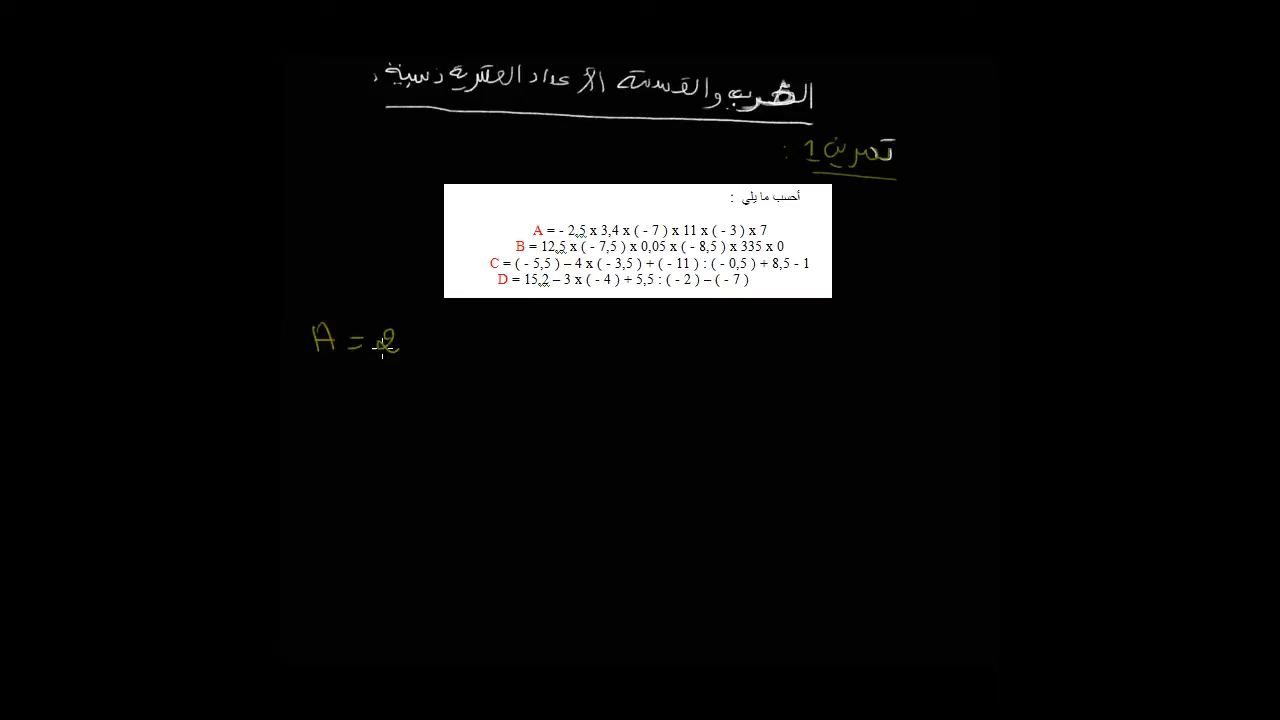 الضرب والقسمة الأعداد العشرية نسبية .
تمرين 1 :
أحسب ما يلي :
A = - 2,5 x 3,4 x ( - 7 ) x 11 x ( - 3 ) x 7
B = 12,5 x ( - 7,5 ) x 0,05 x ( - 8,5 ) x 335 x 0
C = ( - 5,5 ) – 4 x ( - 3,5 ) + ( - 11 ) : ( - 0,5 ) + 8,5 - 1
D = 15,2 – 3 x ( - 4 ) + 5,5 : ( - 2 ) – ( - 7 )
A = 2